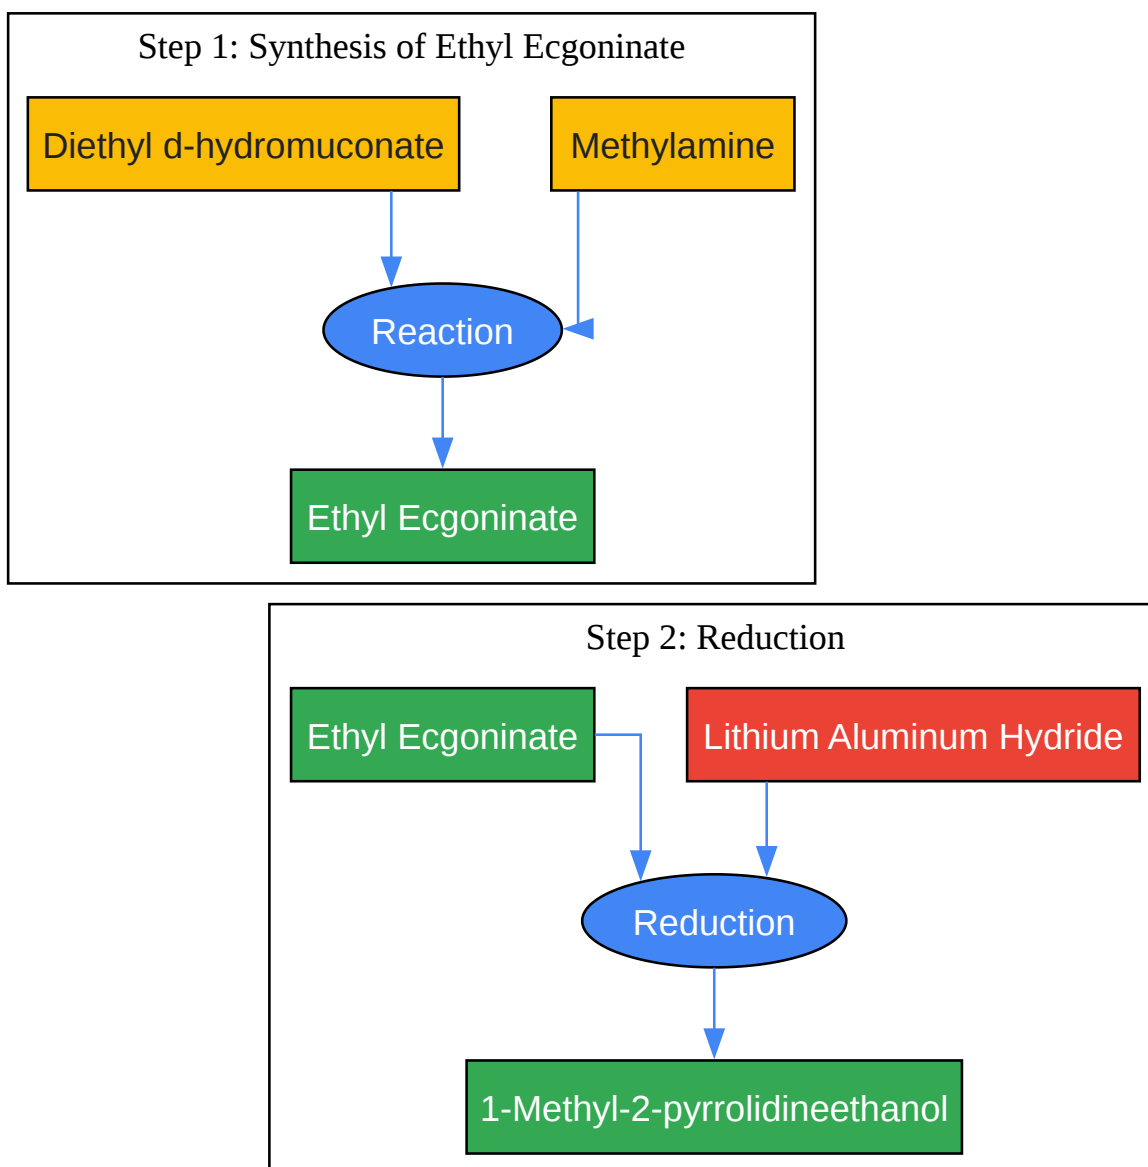 Step 1: Synthesis of Ethyl Ecgoninate
Diethyl d-hydromuconate
Methylamine
Reaction
Ethyl Ecgoninate
Step 2: Reduction
Ethyl Ecgoninate
Lithium Aluminum Hydride
Reduction
1-Methyl-2-pyrrolidineethanol